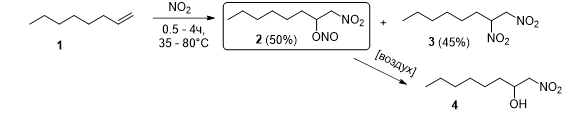 NO₂
0.5 - 4ч,
35 - 80°C
1
NO₂
ONO
2 (50%)
+
NO₂
NO₂
3 (45%)
[воздух]
NO₂
OH
4